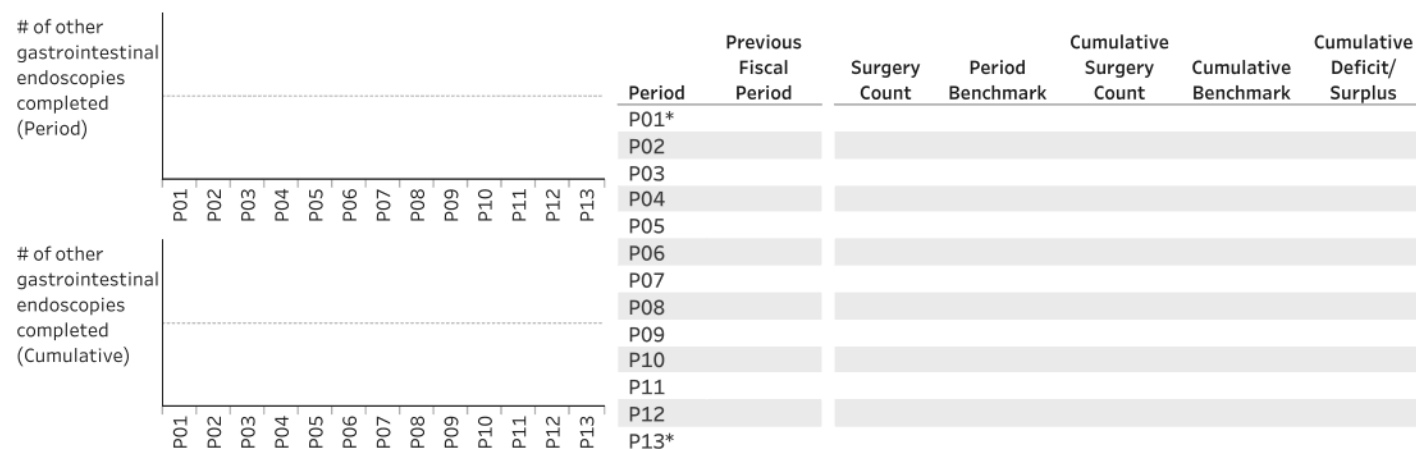 # of other
gastrointestinal
endoscopies
completed
(Period)
P01 P02 P03 P04 P05 P06 P07 P08 P09 P10 P11 P12 P13
# of other
gastrointestinal
endoscopies
completed
(Cumulative)
P01 P02 P03 P04 P05 P06 P07 P08 P09 P10 P11 P12 P13
Previous Cumulative Cumulative
Fiscal Surgery Period Surgery Cumulative Deficit/
Period Period Count Benchmark Count Benchmark Surplus
P01*
P02
P03
P04
P05
P06
P07
P08
P09
P10
P11
P12
P13*